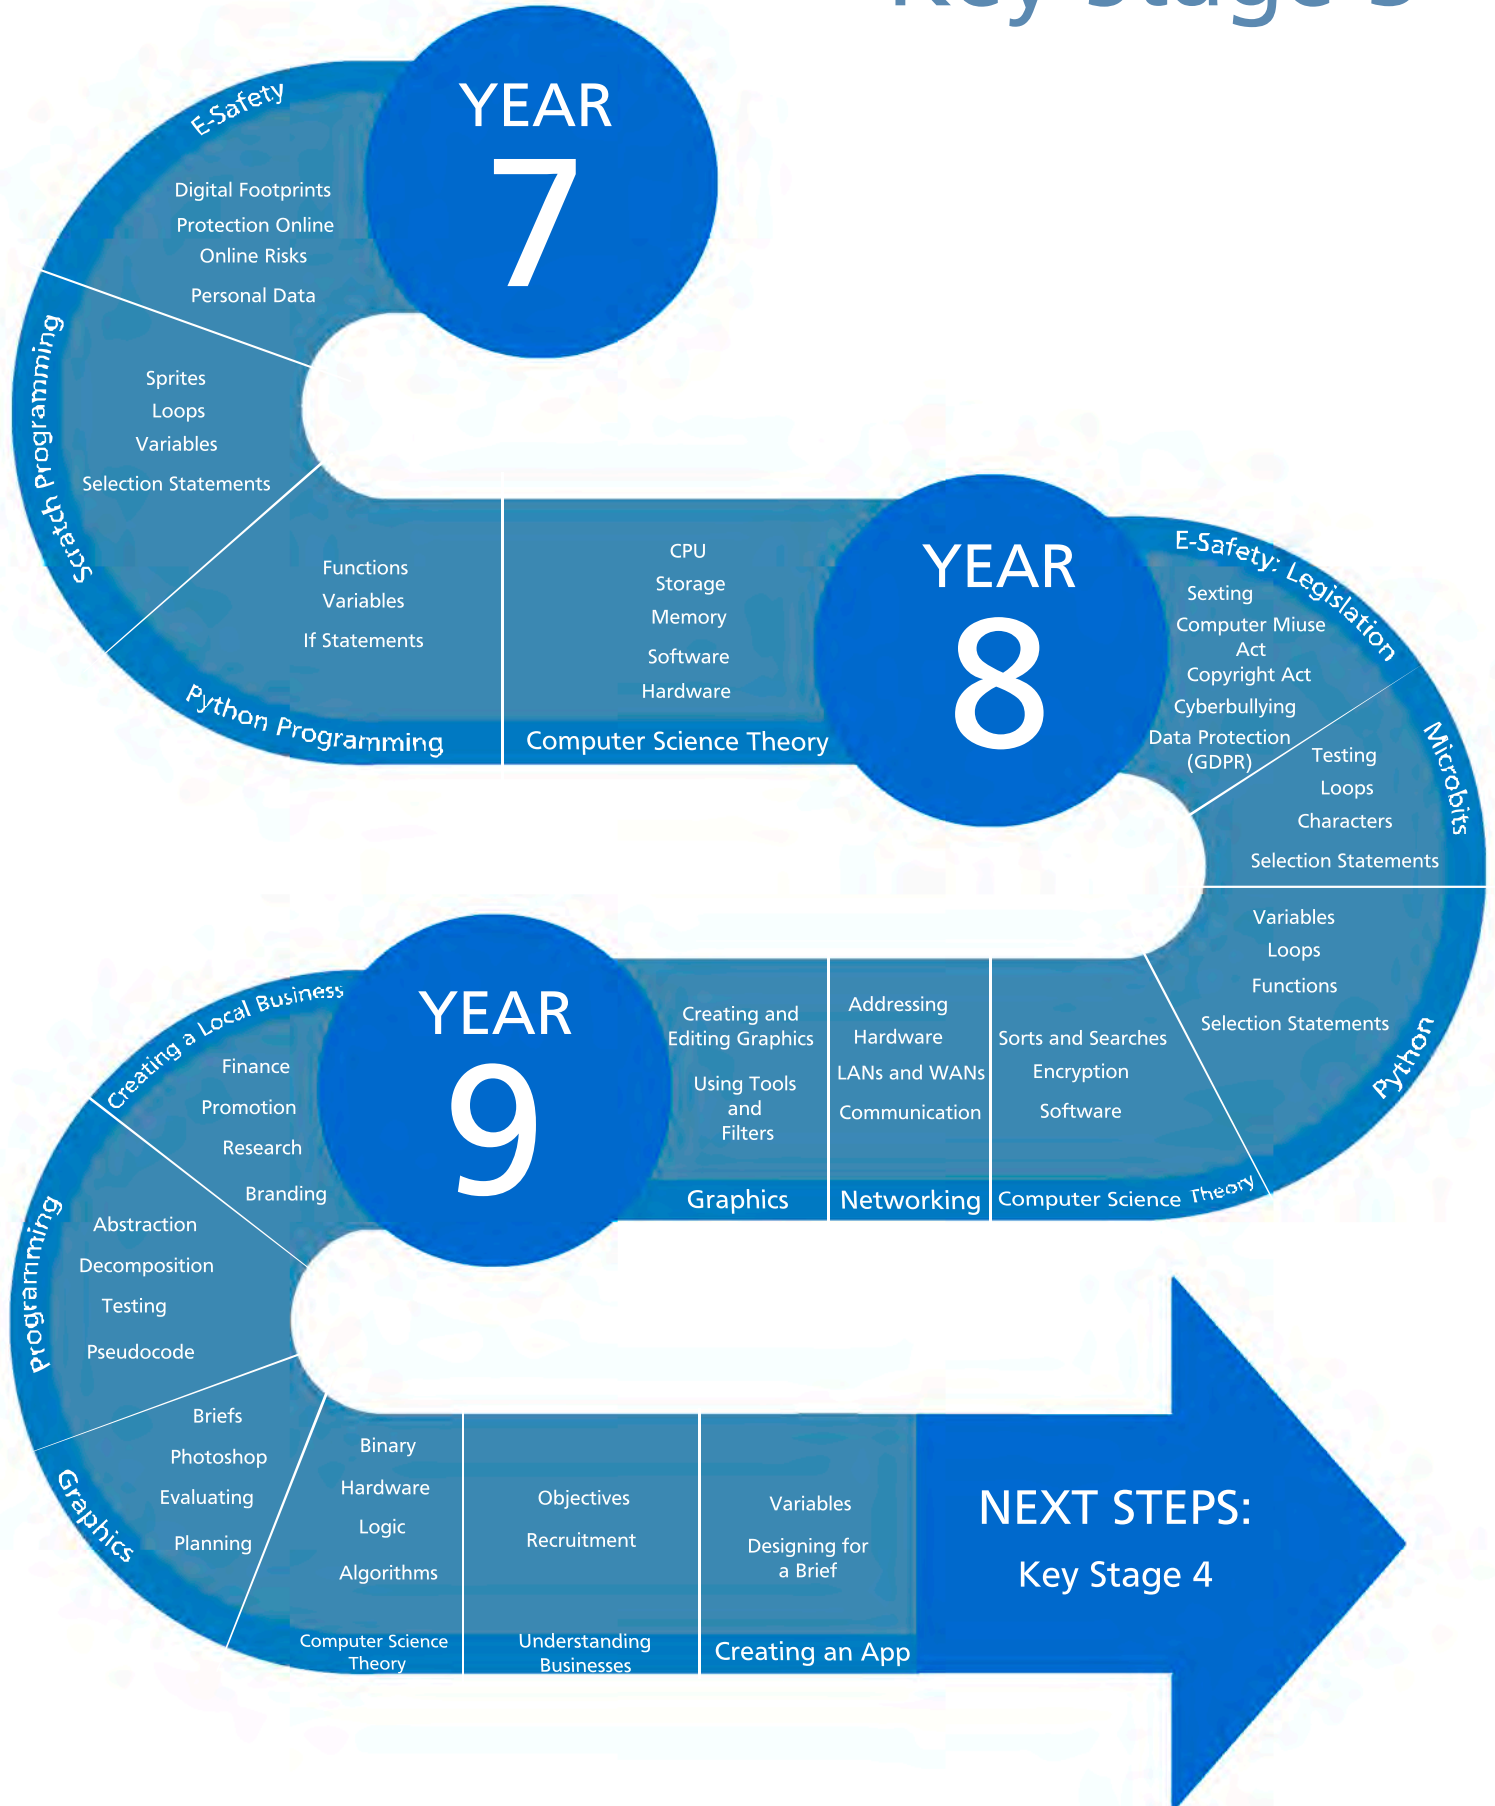 Key Stage 3
YEAR
7
E-Safety
Digital Footprints
Protection Online
Online Risks
Personal Data
Scratch Programming
Sprites
Loops
Variables
Selection Statements
Python Programming
Functions
Variables
If Statements
Computer Science Theory
CPU
Storage
Memory
Software
Hardware
YEAR
8
E-Safety: Legislation
Sexting
Computer Miuse
Act
Copyright Act
Cyberbullying
Data Protection
(GDPR)
Microbits
Testing
Loops
Characters
Selection Statements
Python
Variables
Loops
Functions
Selection Statements
Computer Science Theory
Sorts and Searches
Encryption
Software
Networking
Addressing
Hardware
LANs and WANs
Communication
Graphics
Creating and
Editing Graphics
Using Tools
and
Filters
YEAR
9
Creating a Local Business
Finance
Promotion
Research
Branding
Programming
Abstraction
Decomposition
Testing
Pseudocode
Graphics
Briefs
Photoshop
Evaluating
Planning
Binary
Hardware
Logic
Algorithms
Computer Science
Theory
Objectives
Recruitment
Understanding
Businesses
Variables
Designing for
a Brief
Creating an App
NEXT STEPS:
Key Stage 4